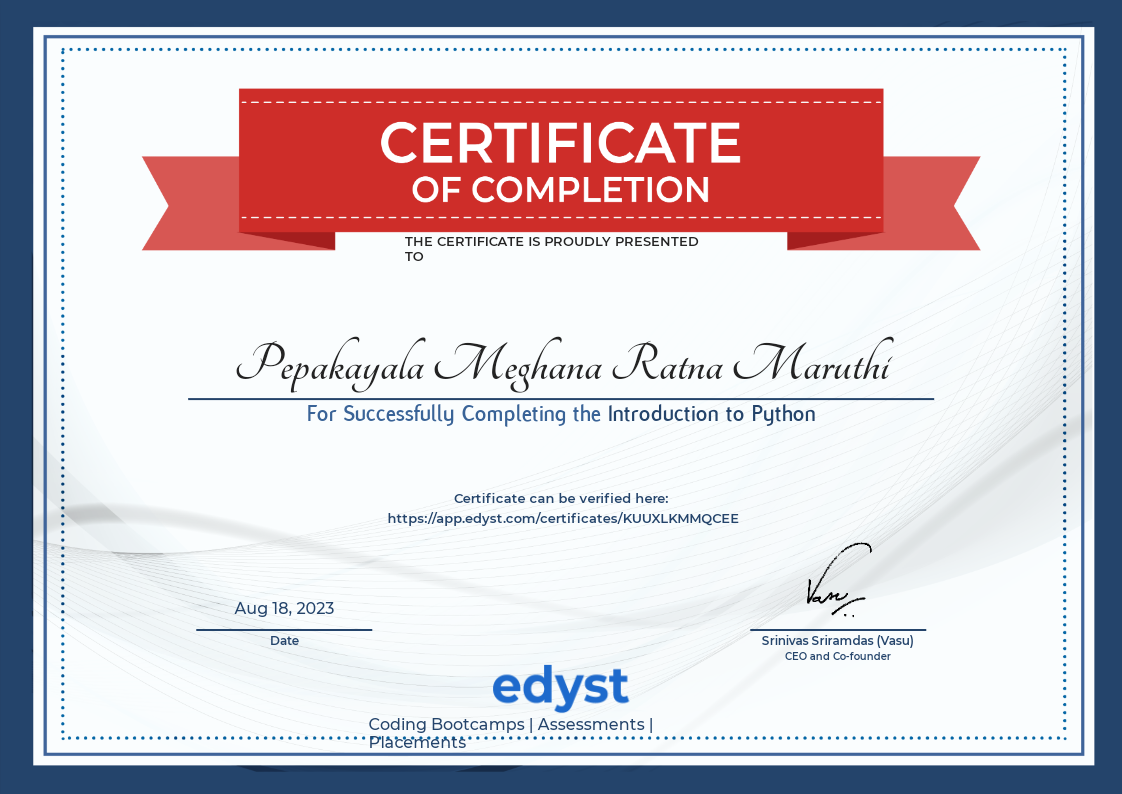 CERTIFICATE
OF COMPLETION
THE CERTIFICATE IS PROUDLY PRESENTED
TO
Pepakayala Meghana Ratna Maruthi
For Successfully Completing the Introduction to Python
Certificate can be verified here:
https://app.edyst.com/certificates/KUUXLKMMQCEE
Vasu
Aug 18, 2023
Date
Srinivas Sriramdas (Vasu)
CEO and Co-founder
edyst
Coding Bootcamps | Assessments |
Placements